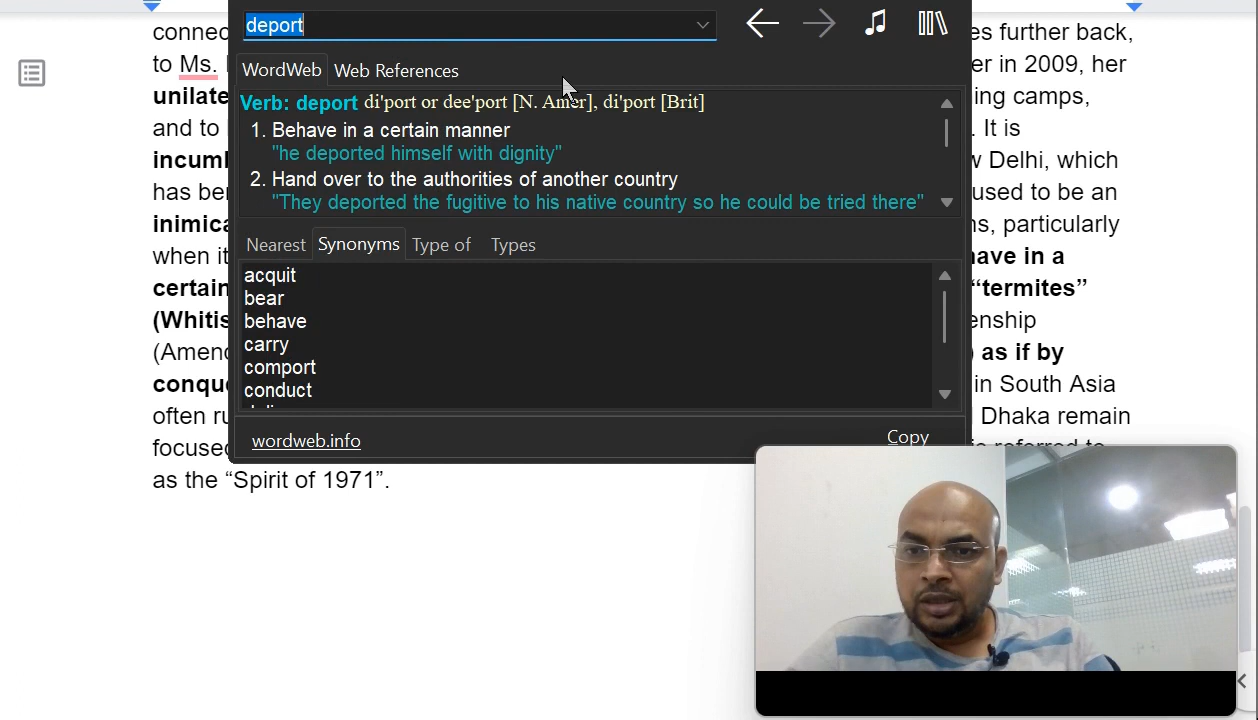 deport
connec
es further back,
to Ms.
er in 2009, her
WordWeb Web References
unilate
ing camps,
Verb: deport di'port or dee'port [N. Amer], di'port [Brit]
and to
. It is
1. Behave in a certain manner
"he deported himself with dignity"
incuml
w Delhi, which
2. Hand over to the authorities of another country
has be
used to be an
"They deported the fugitive to his native country so he could be tried there"
inimica
ns, particularly
Nearest Synonyms Type of Types
when it
have in a
acquit
certain
"termites"
bear
(Whitis
enship
behave
carry
(Amen
) as if by
comport
conqu
in South Asia
conduct
often ru
Dhaka remain
focused
wordweb.info
Copy
as the “Spirit of 1971”.